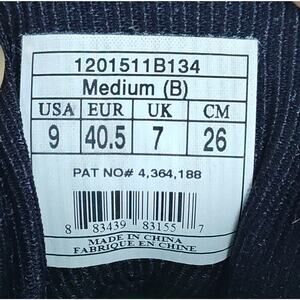 1201511B134
Medium (B)
USA EUR UK CM
9 40.5 7 26
PAT NO# 4,364,188
8 83439 83155 7
MADE IN CHINA
FABRIQUE EN CHINE